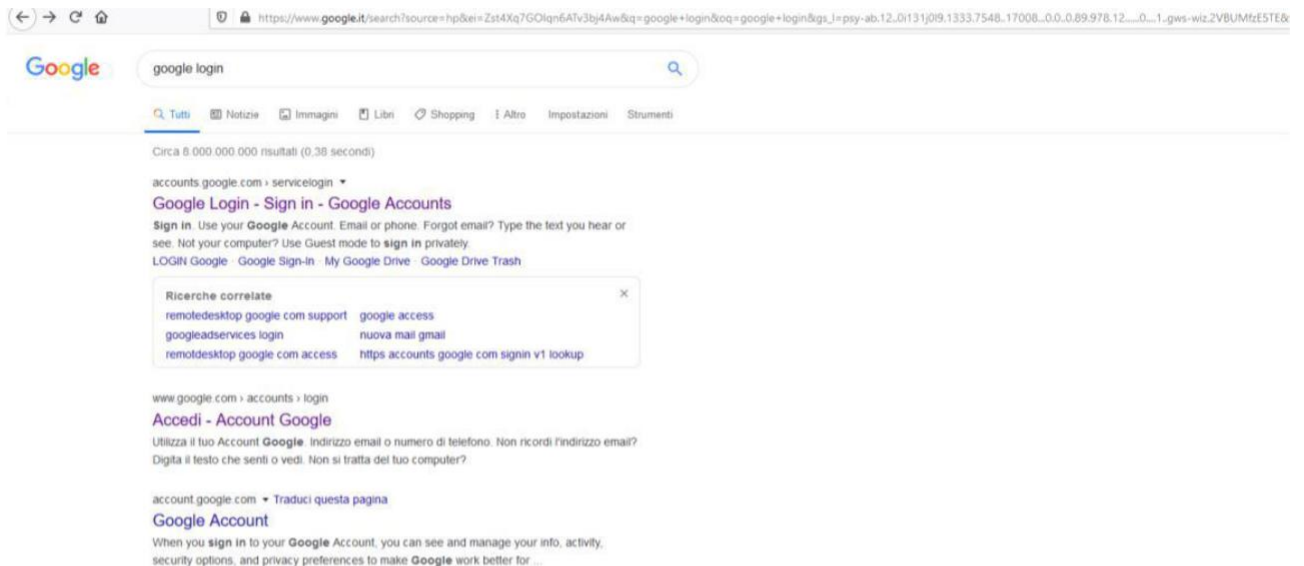 https://www.google.it/search?source=hp&ei=Zst4Xq7GOIqn6ATv3bj4Aw&q=google+login&oq=google+login&gs_l=psy-ab.12..0i131j0l9.1333.7548..17008...0.0..0.89.978.12......0....1..gws-wiz.2VBUMfzE5TE&
Google
google login
Tutti Notizie Immagini Libri Shopping Altro Impostazioni Strumenti
Circa 8.000.000.000 risultati (0,38 secondi)
accounts.google.com › servicelogin
Google Login - Sign in - Google Accounts
Sign in. Use your Google Account. Email or phone. Forgot email? Type the text you hear or
see. Not your computer? Use Guest mode to sign in privately.
LOGIN Google · Google Sign-In · My Google Drive · Google Drive Trash
Ricerche correlate
remotedesktop google com support google access
googleadservices login nuova mail gmail
remotdesktop google com access https accounts google com signin v1 lookup
www.google.com › accounts › login
Accedi - Account Google
Utilizza il tuo Account Google. Indirizzo email o numero di telefono. Non ricordi l'indirizzo email?
Digita il testo che senti o vedi. Non si tratta del tuo computer?
account.google.com Traduci questa pagina
Google Account
When you sign in to your Google Account, you can see and manage your info, activity,
security options, and privacy preferences to make Google work better for ...